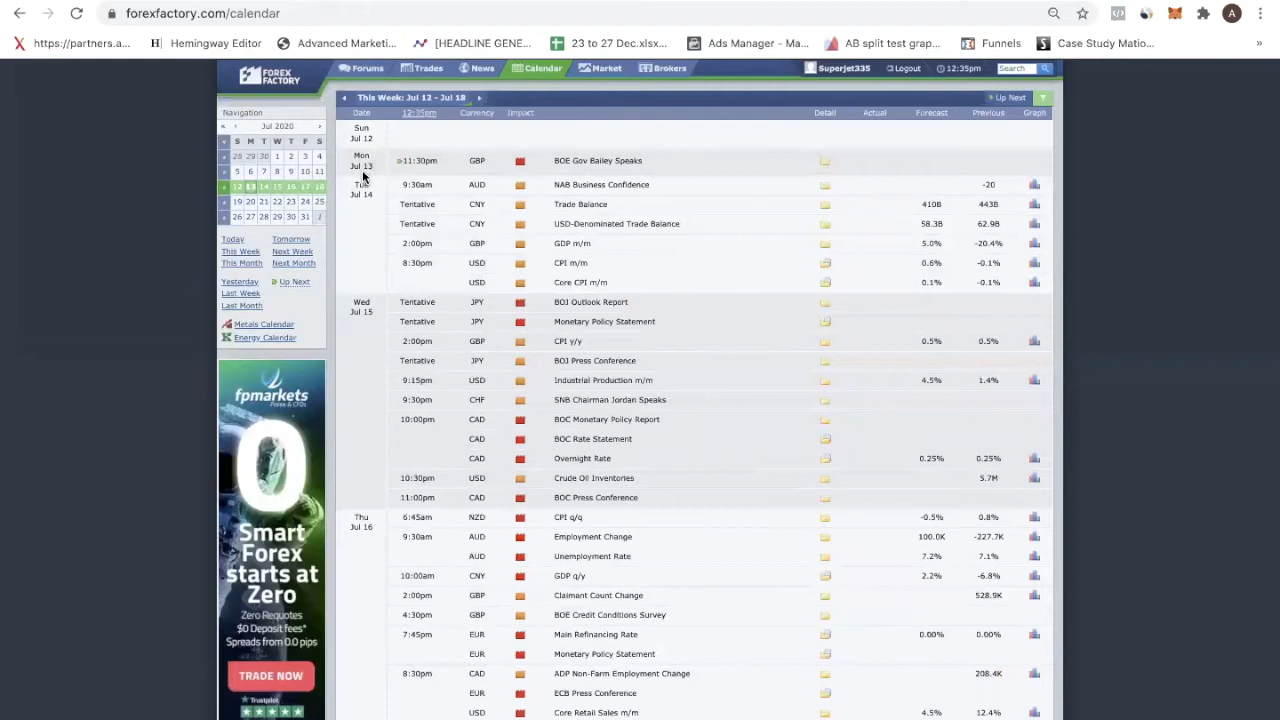 forexfactory.com/calendar
A
https://partners.a... Hemingway Editor Advanced Marketi... [HEADLINE GENE... 23 to 27 Dec.xlsx... Ads Manager - Ma... AB split test grap... Funnels Case Study Matio... »
FOREX FACTORY Forums Trades News Calendar Market Brokers Superjet335 Logout 12:35pm Search
Navigation
« ‹ Jul 2020 ›
S M T W T F S
28 29 30 1 2 3 4
5 6 7 8 9 10 11
12 13 14 15 16 17 18
19 20 21 22 23 24 25
26 27 28 29 30 31 1
Today Tomorrow
This Week Next Week
This Month Next Month
Yesterday Up Next
Last Week
Last Month
Metals Calendar
Energy Calendar
fpmarkets
Forex & CFDs
0
Smart
Forex
starts at
Zero
Zero Requotes
$0 Deposit fees*
Spreads from 0.0 pips
TRADE NOW
Trustpilot
This Week: Jul 12 - Jul 18 Up Next
Date 12:35pm Currency Impact Detail Actual Forecast Previous Graph
Sun
Jul 12
Mon
Jul 13 11:30pm GBP BOE Gov Bailey Speaks
Tue
Jul 14 9:30am AUD NAB Business Confidence -20
Tentative CNY Trade Balance 410B 443B
Tentative CNY USD-Denominated Trade Balance 58.3B 62.9B
2:00pm GBP GDP m/m 5.0% -20.4%
8:30pm USD CPI m/m 0.6% -0.1%
USD Core CPI m/m 0.1% -0.1%
Wed
Jul 15 Tentative JPY BOJ Outlook Report
Tentative JPY Monetary Policy Statement
2:00pm GBP CPI y/y 0.5% 0.5%
Tentative JPY BOJ Press Conference
9:15pm USD Industrial Production m/m 4.5% 1.4%
9:30pm CHF SNB Chairman Jordan Speaks
10:00pm CAD BOC Monetary Policy Report
CAD BOC Rate Statement
CAD Overnight Rate 0.25% 0.25%
10:30pm USD Crude Oil Inventories 5.7M
11:00pm CAD BOC Press Conference
Thu
Jul 16 6:45am NZD CPI q/q -0.5% 0.8%
9:30am AUD Employment Change 100.0K -227.7K
AUD Unemployment Rate 7.2% 7.1%
10:00am CNY GDP q/y 2.2% -6.8%
2:00pm GBP Claimant Count Change 528.9K
4:30pm GBP BOE Credit Conditions Survey
7:45pm EUR Main Refinancing Rate 0.00% 0.00%
EUR Monetary Policy Statement
8:30pm CAD ADP Non-Farm Employment Change 208.4K
EUR ECB Press Conference
USD Core Retail Sales m/m 4.5% 12.4%